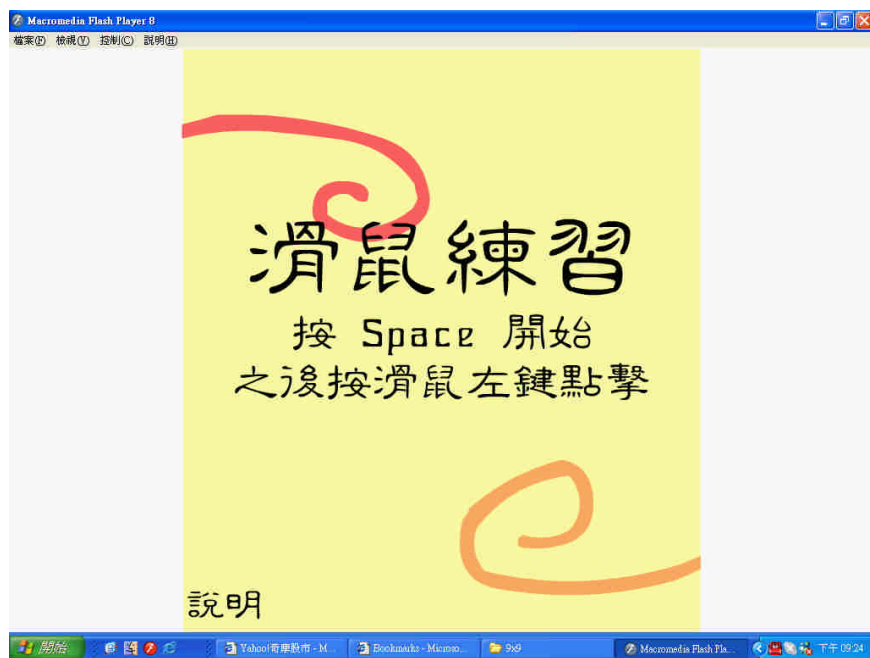 Macromedia Flash Player 8
檔案(F) 檢視(V) 控制(C) 說明(H)
滑鼠練習
按 Space 開始
之後按滑鼠左鍵點擊
說明
開始 Yahoo!奇摩股市 - M... Bookmarks - Microso... 9x9 Macromedia Flash Pla... 下午 09:24